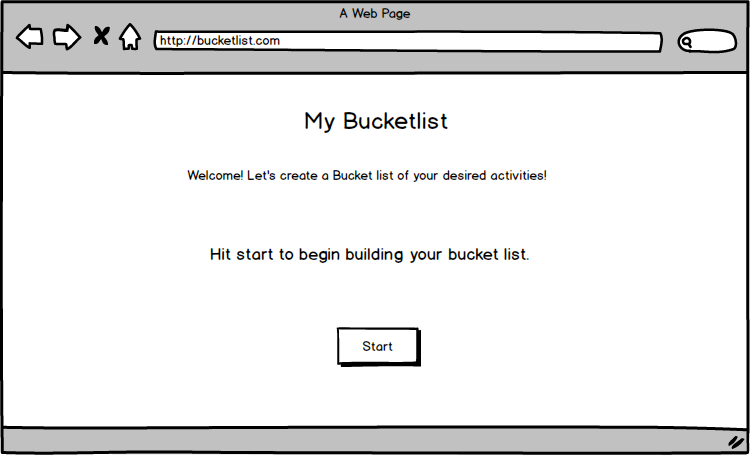 A Web Page
http://bucketlist.com
My Bucketlist
Welcome! Let's create a Bucket list of your desired activities!
Hit start to begin building your bucket list.
Start